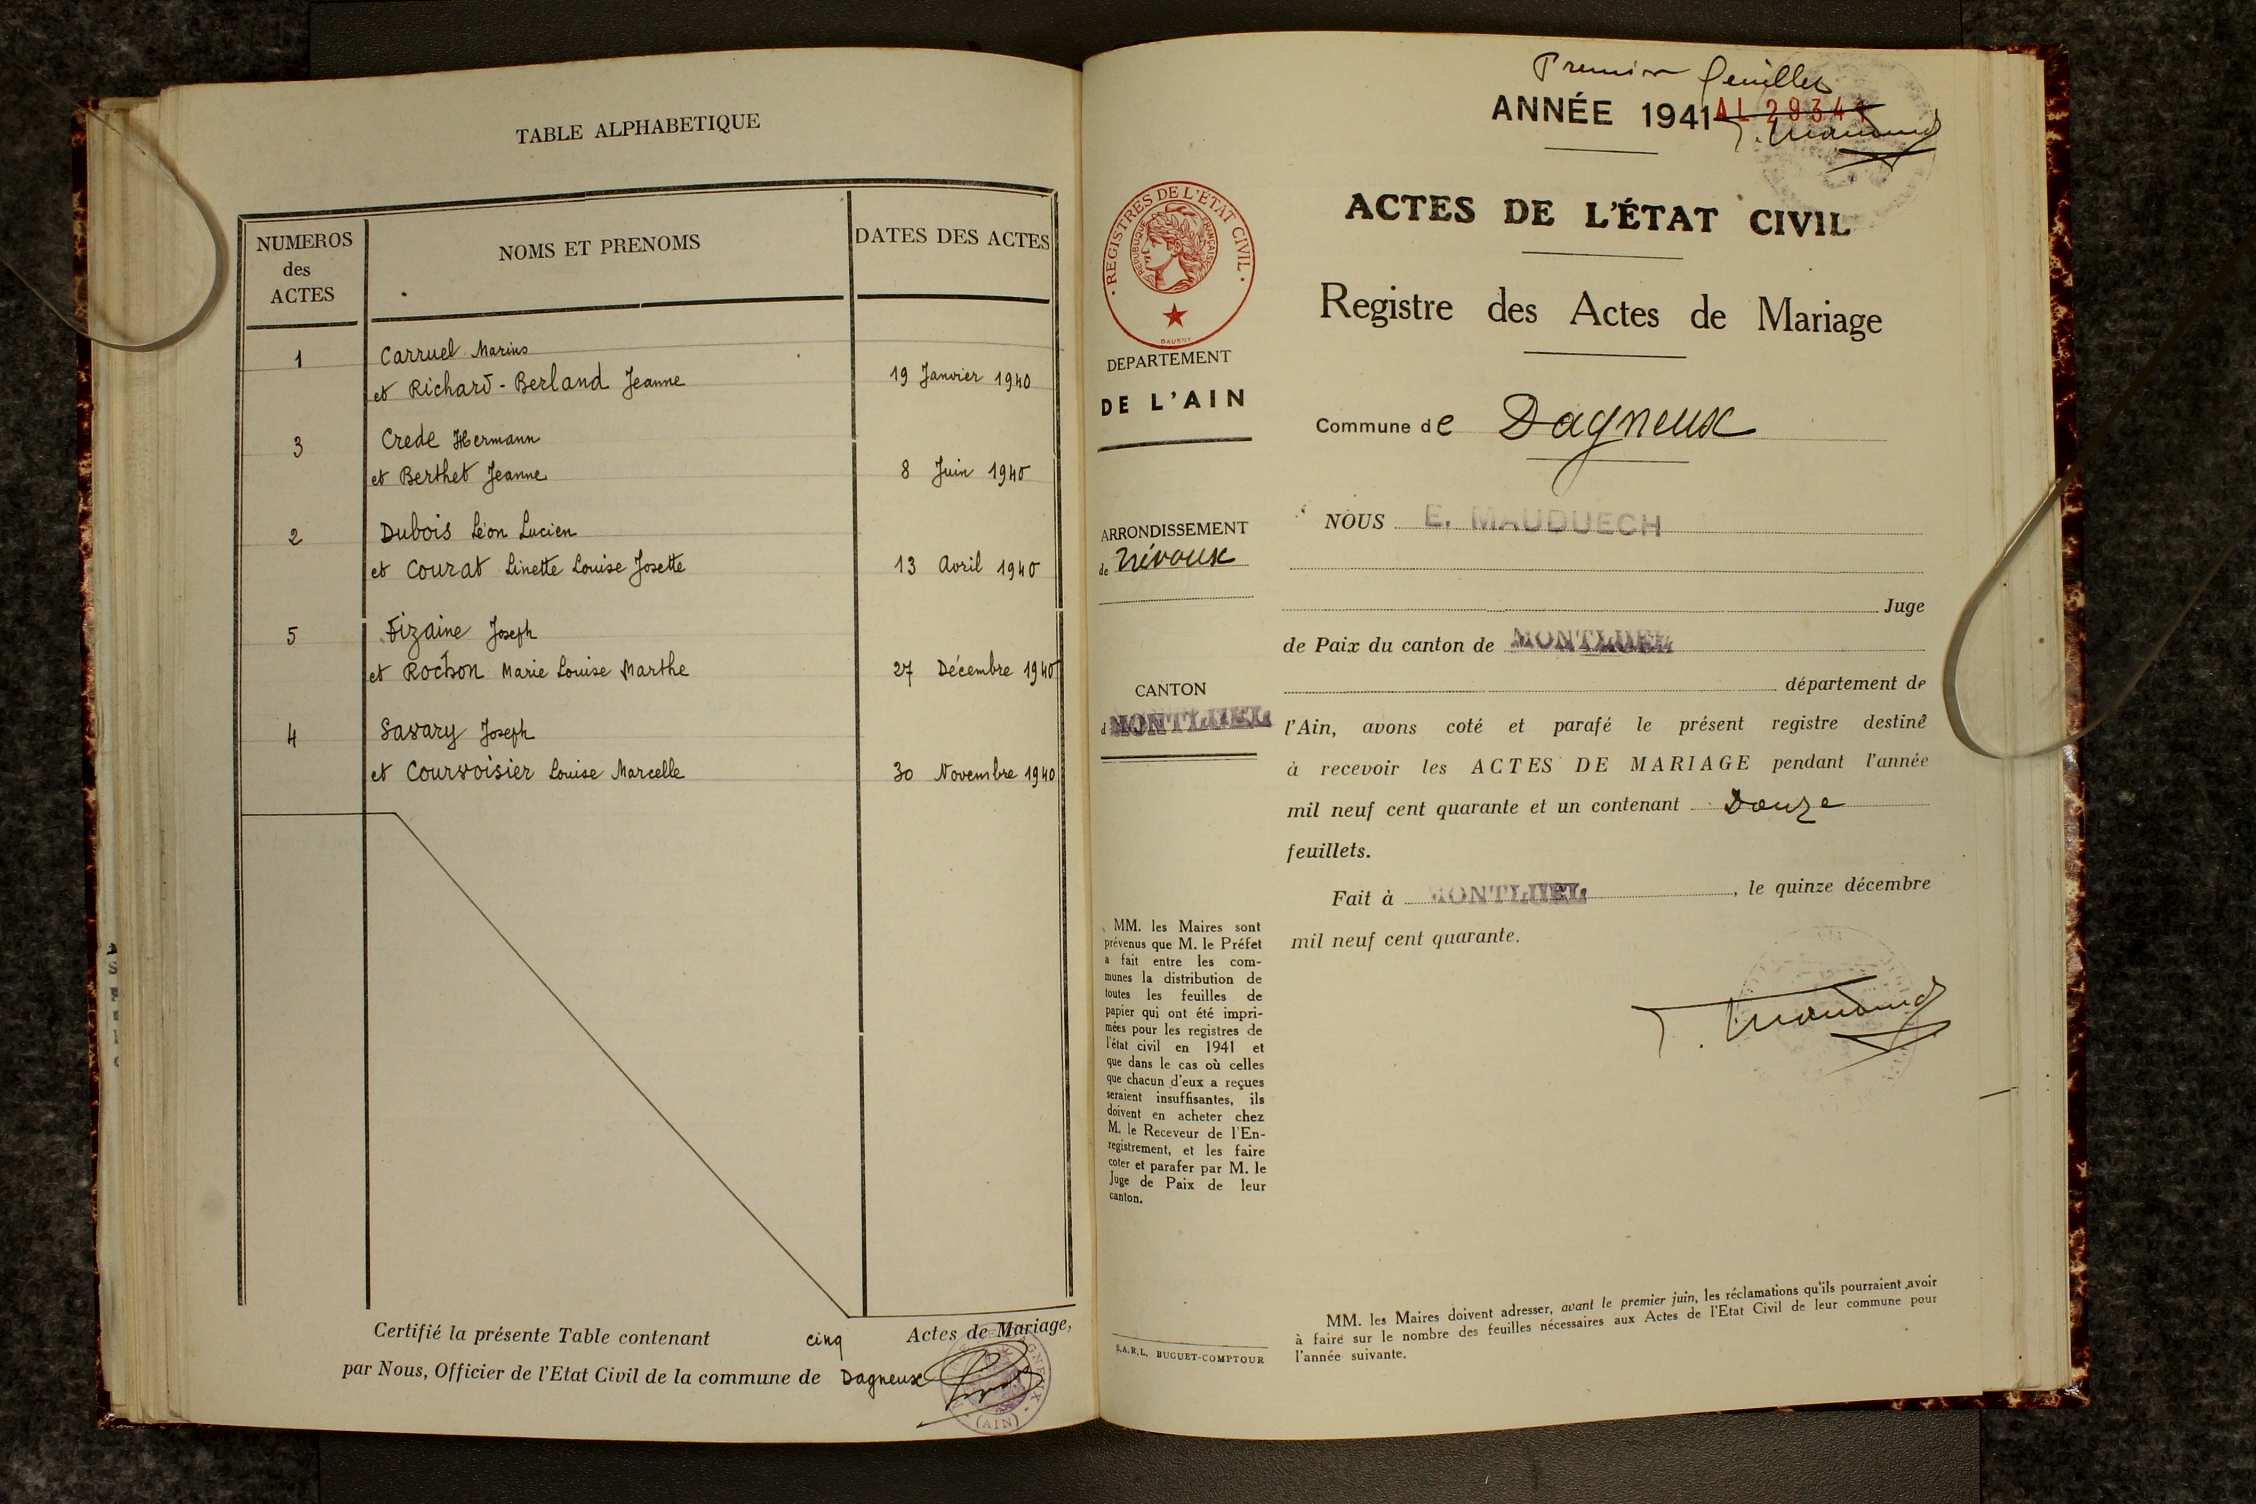 TABLE ALPHABETIQUE
NUMEROS
des
ACTES
NOMS ET PRENOMS
DATES DES ACTES
1
Carruel Marius
et Richard-Berland Jeanne
19 Janvier 1940
3
Crede Hermann
et Berthet Jeanne
8 Juin 1940
2
Dubois Léon Lucien
et Courat Linette Louise Josette
13 Avril 1940
5
Fizaine Joseph
et Rochon Marie Louise Marthe
27 Décembre 1940
4
Savary Joseph
et Courvoisier Louise Marcelle
30 Novembre 1940
Certifié la présente Table contenant cinq Actes de Mariage,
par Nous, Officier de l'Etat Civil de la commune de Dagneux
(AIN)
Premier feuillet
ANNÉE 1941
ACTES DE L'ÉTAT CIVIL
Registre des Actes de Mariage
Commune de Dagneux
REGISTRES DE L'ETAT CIVIL
REPUBLIQUE FRANÇAISE
DEPARTEMENT
DE L'AIN
ARRONDISSEMENT
de Trévoux
CANTON
d MONTLUEL
NOUS E. MAUDUECH
Juge
de Paix du canton de MONTLUEL
département de
l'Ain, avons coté et parafé le présent registre destiné
à recevoir les ACTES DE MARIAGE pendant l'année
mil neuf cent quarante et un contenant Douze
feuillets.
Fait à MONTLUEL, le quinze décembre
mil neuf cent quarante.
MM. les Maires sont
prévenus que M. le Préfet
a fait entre les com-
munes la distribution de
toutes les feuilles de
papier qui ont été impri-
mées pour les registres de
l'état civil en 1941 et
que dans le cas où celles
que chacun d'eux a reçues
seraient insuffisantes, ils
doivent en acheter chez
M. le Receveur de l'En-
registrement, et les faire
coter et parafer par M. le
Juge de Paix de leur
canton.
S.A.R.L. BUGUET-COMPTOUR
MM. les Maires doivent adresser, avant le premier juin, les réclamations qu'ils pourraient avoir
à faire sur le nombre des feuilles nécessaires aux Actes de l'Etat Civil de leur commune pour
l'année suivante.